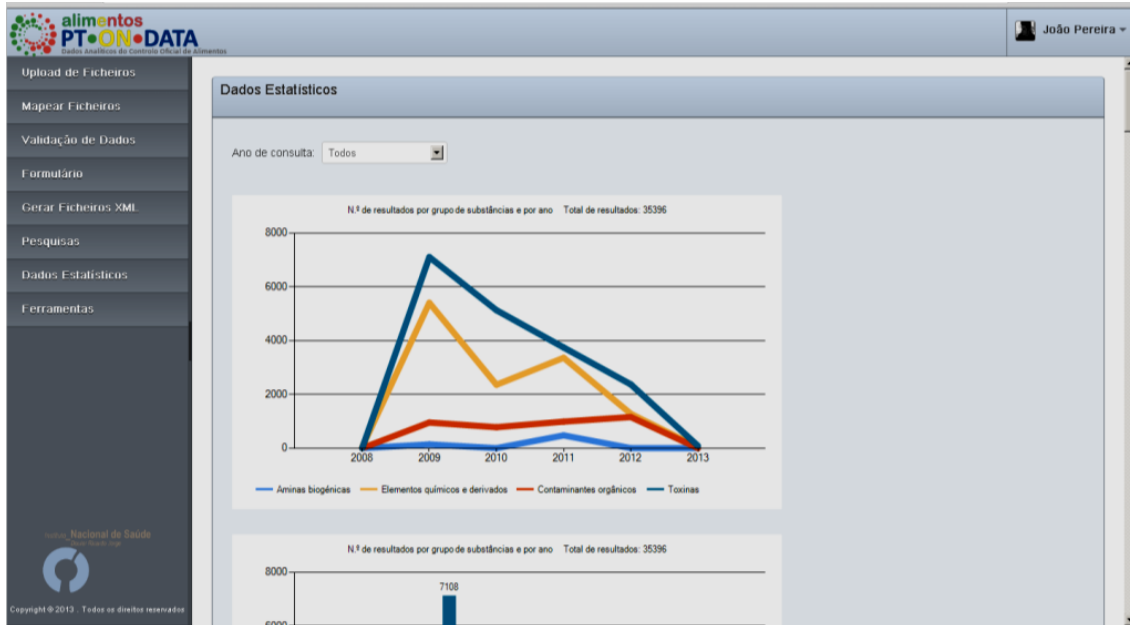 alimentos
PT•ON•DATA
Dados Analíticos do Controlo Oficial de Alimentos
João Pereira
Upload de Ficheiros
Mapear Ficheiros
Validação de Dados
Formulário
Gerar Ficheiros XML
Pesquisas
Dados Estatísticos
Ferramentas
Dados Estatísticos
Ano de consulta: Todos
N.º de resultados por grupo de substâncias e por ano Total de resultados: 35396
8000
6000
4000
2000
0
2008 2009 2010 2011 2012 2013
Aminas biogénicas Elementos químicos e derivados Contaminantes orgânicos Toxinas
N.º de resultados por grupo de substâncias e por ano Total de resultados: 35396
8000
7108
6000
Nacional de Saúde
Copyright © 2013 . Todos os direitos reservados